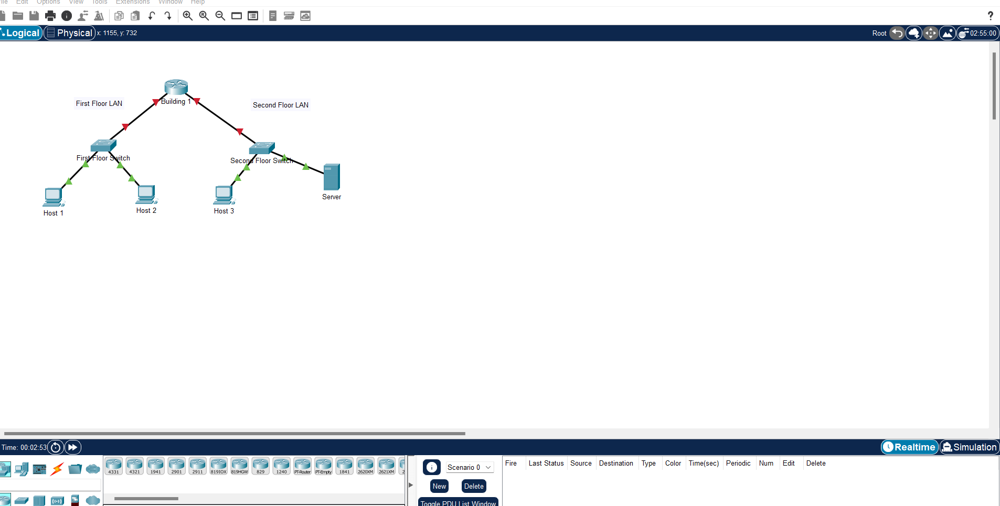 Edit Options View Tools Extensions Window Help
Logical Physical x: 1155, y: 732 Root 02:55:00
Building 1
First Floor LAN
Second Floor LAN
First Floor Switch
Second Floor Switch
Server
Host 1
Host 2
Host 3
Time: 00:02:53 Realtime Simulation
4331 4321 1941 2901 2911 819IOX 819HGW 829 1240 PT-Router PT-Empty 1841 2620XM 2621XM 2
Scenario 0
New Delete
Toggle PDU List Window
Fire Last Status Source Destination Type Color Time(sec) Periodic Num Edit Delete